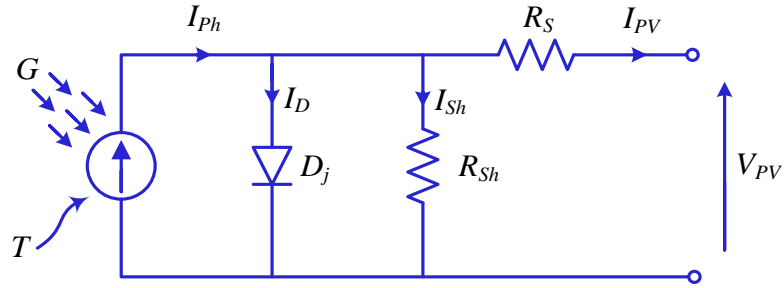 I_Ph
R_S
I_PV
G
I_D
I_Sh
D_j
R_Sh
V_PV
T